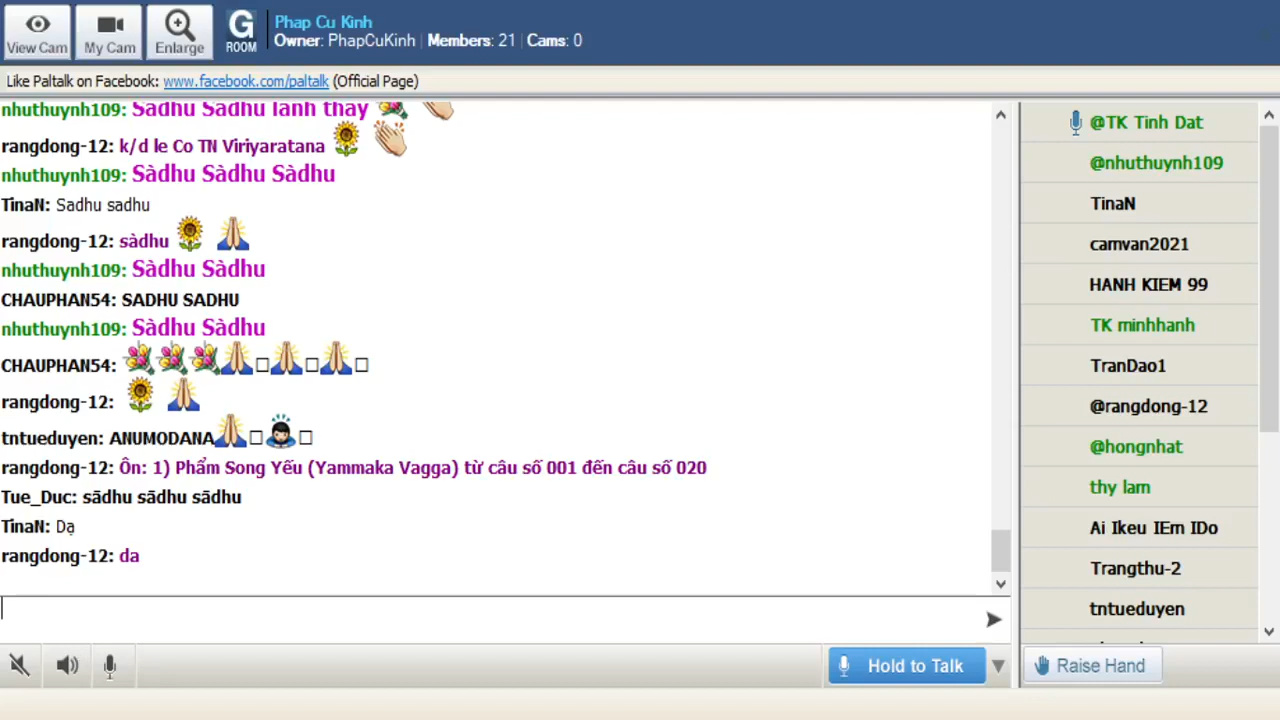 View Cam
My Cam
Enlarge
G
ROOM
Phap Cu Kinh
Owner: PhapCuKinh | Members: 21 | Cams: 0
Like Paltalk on Facebook: www.facebook.com/paltalk (Official Page)
nhuthuynh109: Sàdhu Sàdhu lành thay
rangdong-12: k/d le Co TN Viriyaratana
nhuthuynh109: Sàdhu Sàdhu Sàdhu
TinaN: Sadhu sadhu
rangdong-12: sàdhu
nhuthuynh109: Sàdhu Sàdhu
CHAUPHAN54: SADHU SADHU
nhuthuynh109: Sàdhu Sàdhu
CHAUPHAN54:
rangdong-12:
tntueduyen: ANUMODANA
rangdong-12: Ôn: 1) Phẩm Song Yếu (Yammaka Vagga) từ câu số 001 đến câu số 020
Tue_Duc: sādhu sādhu sādhu
TinaN: Dạ
rangdong-12: da
@TK Tinh Dat
@nhuthuynh109
TinaN
camvan2021
HANH KIEM 99
TK minhhanh
TranDao1
@rangdong-12
@hongnhat
thy lam
Ai Ikeu IEm IDo
Trangthu-2
tntueduyen
Hold to Talk
Raise Hand